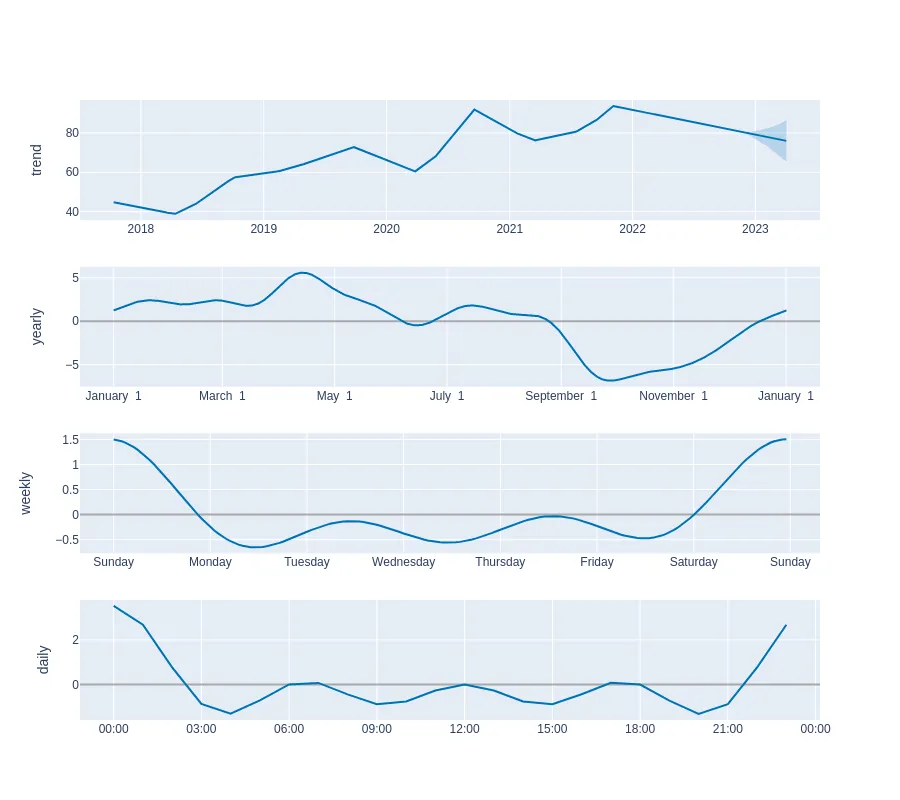 trend
80
60
40
2018 2019 2020 2021 2022 2023
yearly
5
0
−5
January 1 March 1 May 1 July 1 September 1 November 1 January 1
weekly
1.5
1
0.5
0
−0.5
Sunday Monday Tuesday Wednesday Thursday Friday Saturday Sunday
daily
2
0
00:00 03:00 06:00 09:00 12:00 15:00 18:00 21:00 00:00